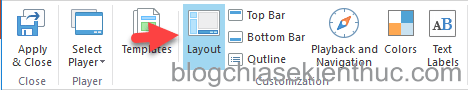 Apply & Close
Select Player
Templates
Layout
Top Bar
Bottom Bar
Qutline
Playback and Navigation
Colors
Text Labels
Close
Player
Customization
blogchiasekienthuc.com